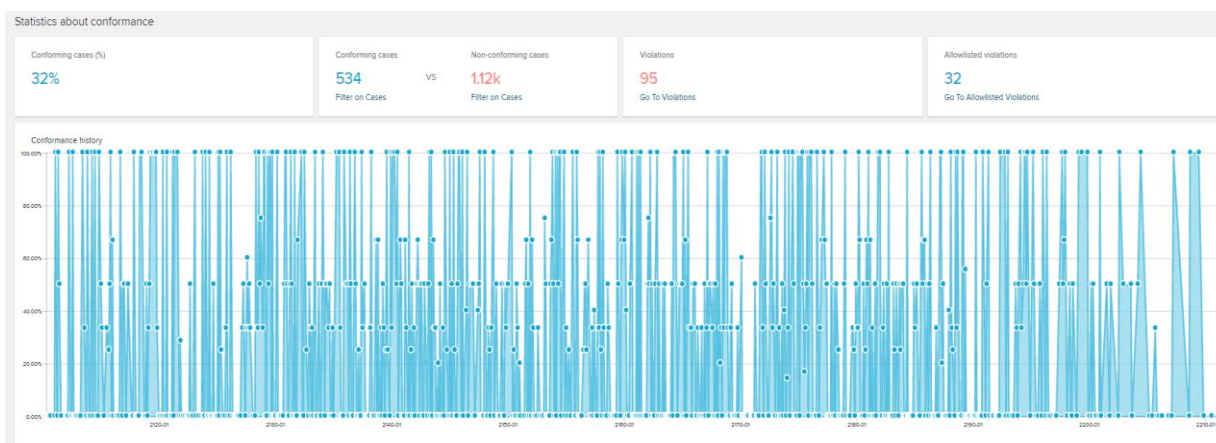 Statistics about conformance
Conforming cases (%)
32%
Conforming cases
534
Filter on Cases
VS
Non-conforming cases
1.12k
Filter on Cases
Violations
95
Go To Violations
Allowlisted violations
32
Go To Allowlisted Violations
Conformance history
100.00%
80.00%
60.00%
40.00%
20.00%
0.00%
2120-01
2130-01
2140-01
2150-01
2160-01
2170-01
2180-01
2190-01
2200-01
2210-01